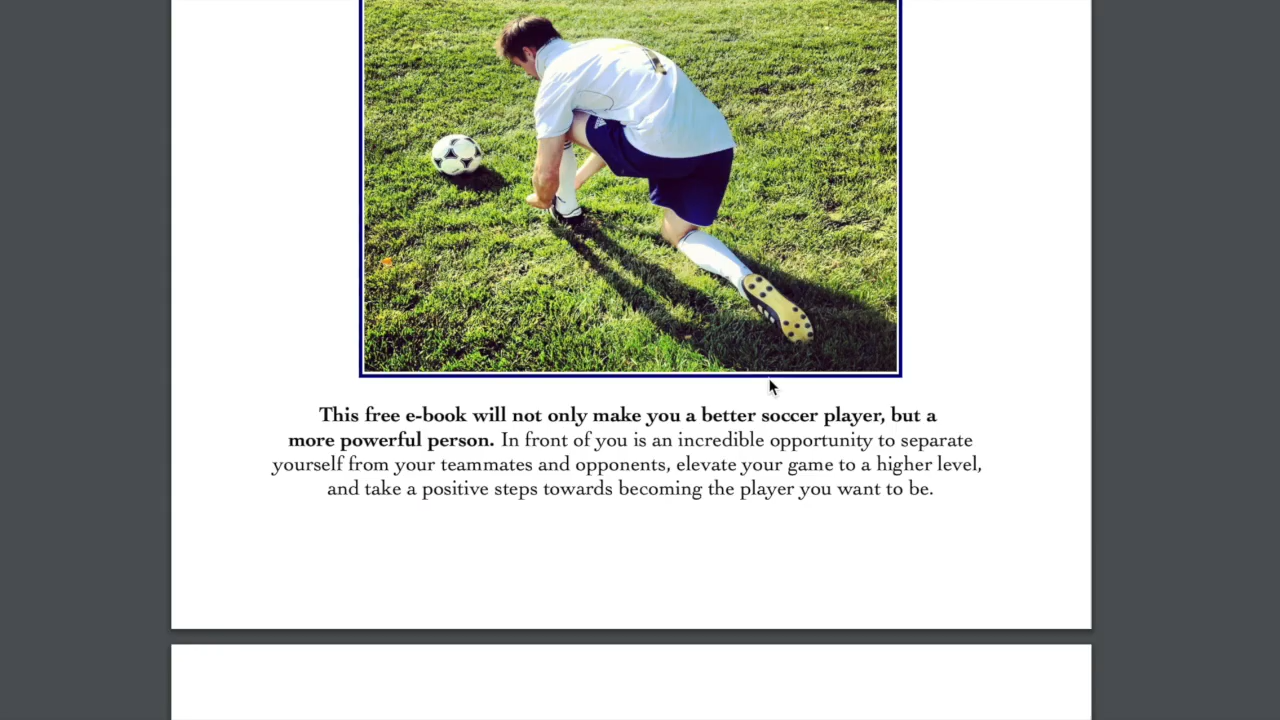 This free e-book will not only make you a better soccer player, but a
more powerful person. In front of you is an incredible opportunity to separate
yourself from your teammates and opponents, elevate your game to a higher level,
and take a positive steps towards becoming the player you want to be.